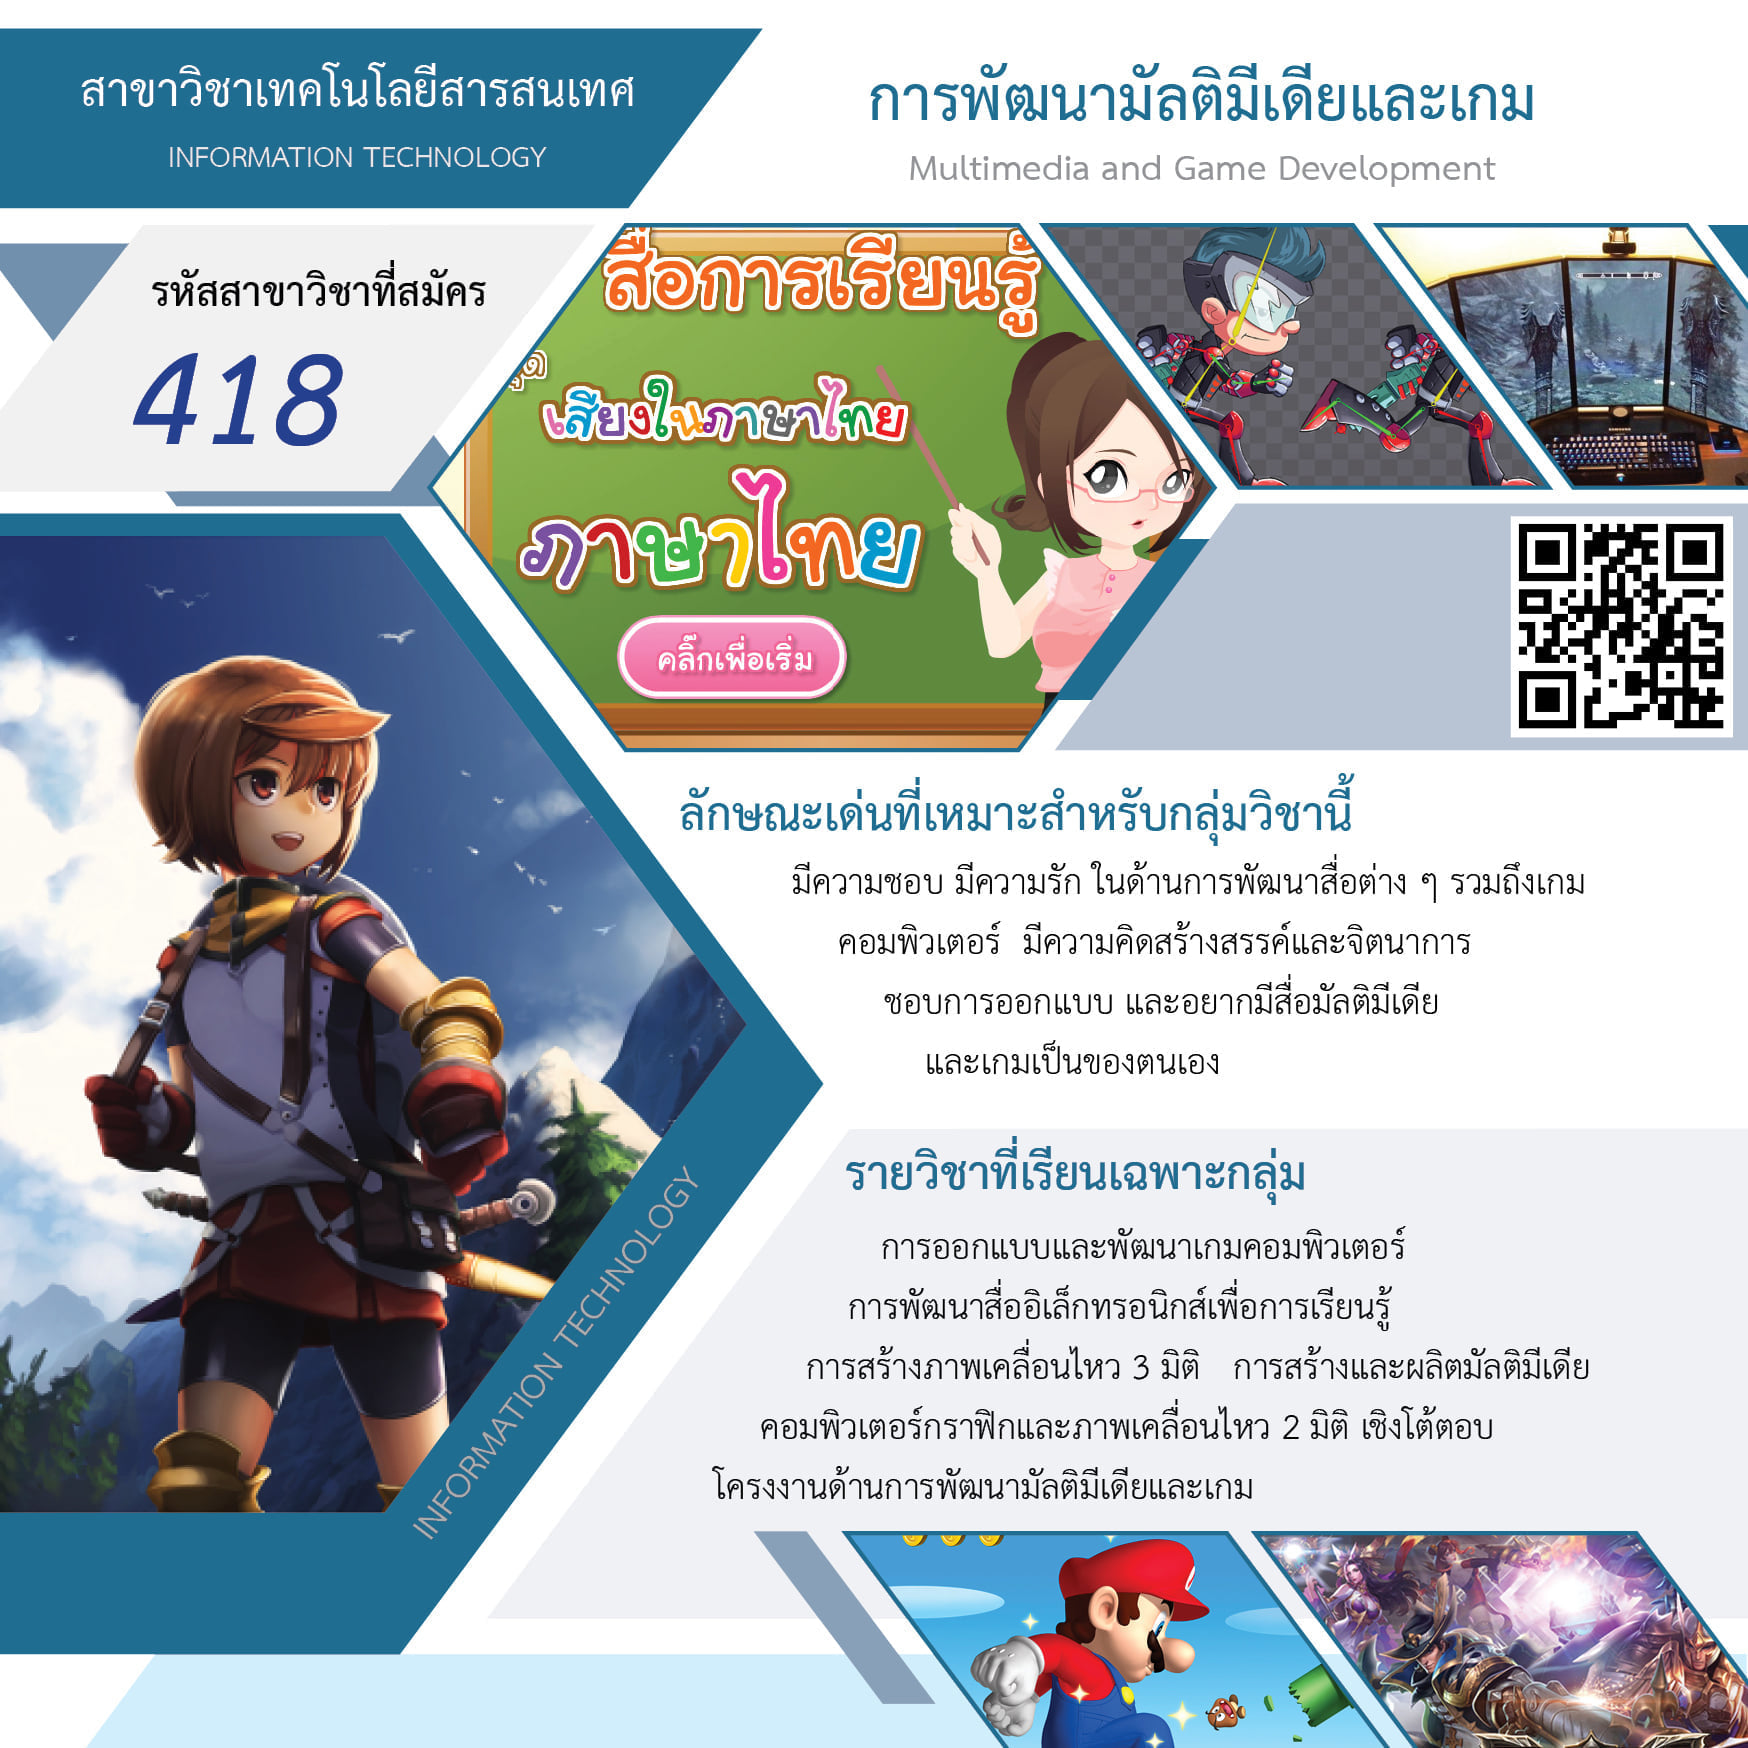 สาขาวิชาเทคโนโลยีสารสนเทศ
INFORMATION TECHNOLOGY
การพัฒนามัลติมีเดียและเกม
Multimedia and Game Development
รหัสสาขาวิชาที่สมัคร
418
สื่อการเรียนรู้
เสียงในภาษาไทย
ภาษาไทย
คลิ๊กเพื่อเริ่ม
ลักษณะเด่นที่เหมาะสำหรับกลุ่มวิชานี้
มีความชอบ มีความรัก ในด้านการพัฒนาสื่อต่าง ๆ รวมถึงเกม
คอมพิวเตอร์ มีความคิดสร้างสรรค์และจิตนาการ
ชอบการออกแบบ และอยากมีสื่อมัลติมีเดีย
และเกมเป็นของตนเอง
INFORMATION TECHNOLOGY
รายวิชาที่เรียนเฉพาะกลุ่ม
การออกแบบและพัฒนาเกมคอมพิวเตอร์
การพัฒนาสื่ออิเล็กทรอนิกส์เพื่อการเรียนรู้
การสร้างภาพเคลื่อนไหว 3 มิติ การสร้างและผลิตมัลติมีเดีย
คอมพิวเตอร์กราฟิกและภาพเคลื่อนไหว 2 มิติ เชิงโต้ตอบ
โครงงานด้านการพัฒนามัลติมีเดียและเกม